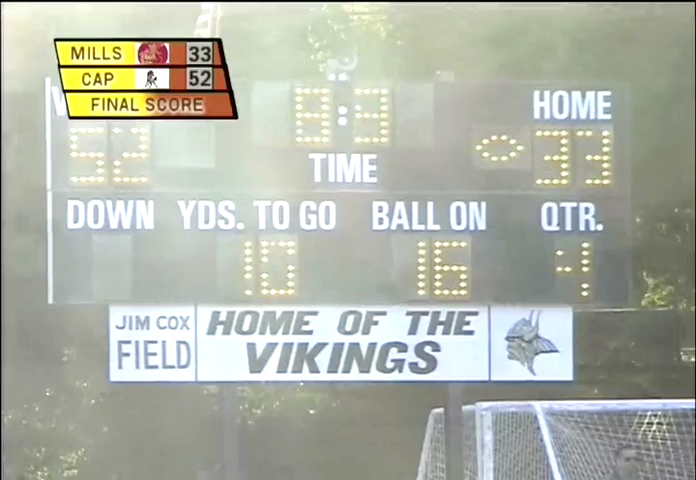 MILLS 33
CAP 52
FINAL SCORE
HOME
52 33
TIME
DOWN YDS. TO GO BALL ON QTR.
10 16 4
JIM COX
FIELD
HOME OF THE
VIKINGS